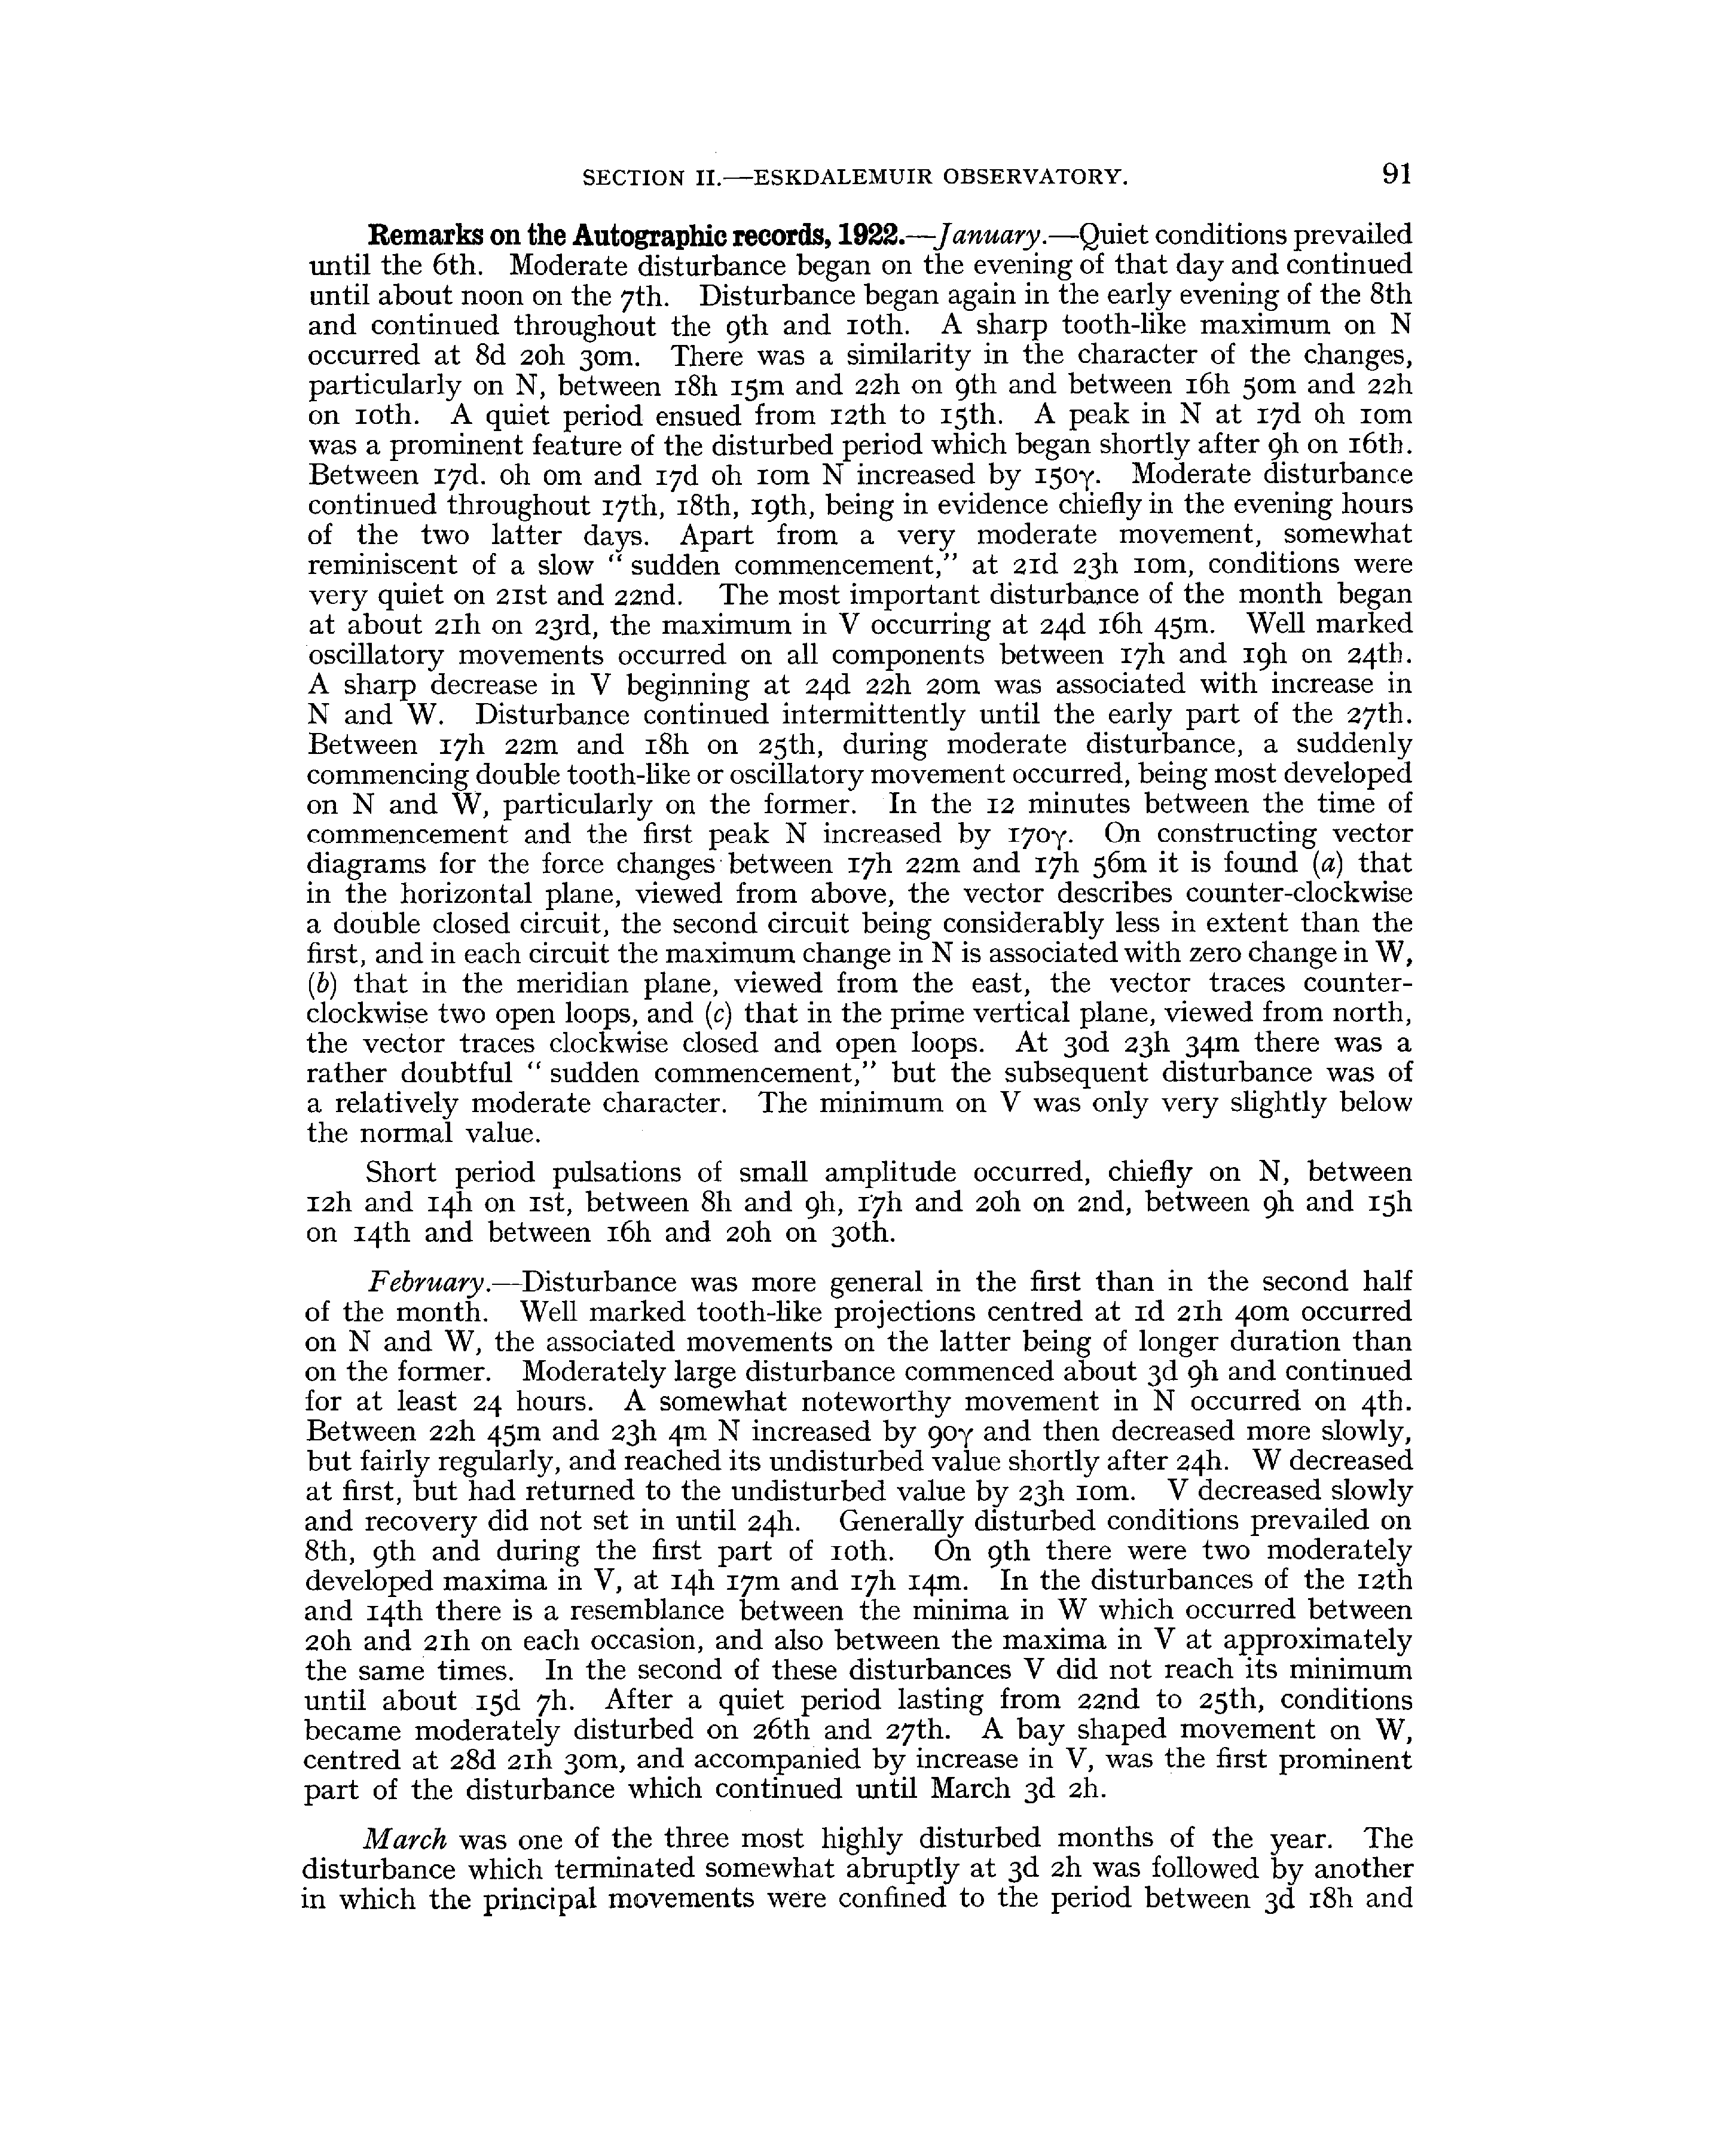 SECTION II.—ESKDALEMUIR OBSERVATORY. 91
Remarks on the Autographic records, 1922.—January.—Quiet conditions prevailed
until the 6th. Moderate disturbance began on the evening of that day and continued
until about noon on the 7th. Disturbance began again in the early evening of the 8th
and continued throughout the 9th and 10th. A sharp tooth-like maximum on N
occurred at 8d 20h 30m. There was a similarity in the character of the changes,
particularly on N, between 18h 15m and 22h on 9th and between 16h 50m and 22h
on 10th. A quiet period ensued from 12th to 15th. A peak in N at 17d 0h 10m
was a prominent feature of the disturbed period which began shortly after 9h on 16th.
Between 17d. 0h 0m and 17d 0h 10m N increased by 150γ. Moderate disturbance
continued throughout 17th, 18th, 19th, being in evidence chiefly in the evening hours
of the two latter days. Apart from a very moderate movement, somewhat
reminiscent of a slow “ sudden commencement,” at 21d 23h 10m, conditions were
very quiet on 21st and 22nd. The most important disturbance of the month began
at about 21h on 23rd, the maximum in V occurring at 24d 16h 45m. Well marked
oscillatory movements occurred on all components between 17h and 19h on 24th.
A sharp decrease in V beginning at 24d 22h 20m was associated with increase in
N and W. Disturbance continued intermittently until the early part of the 27th.
Between 17h 22m and 18h on 25th, during moderate disturbance, a suddenly
commencing double tooth-like or oscillatory movement occurred, being most developed
on N and W, particularly on the former. In the 12 minutes between the time of
commencement and the first peak N increased by 170γ. On constructing vector
diagrams for the force changes between 17h 22m and 17h 56m it is found (a) that
in the horizontal plane, viewed from above, the vector describes counter-clockwise
a double closed circuit, the second circuit being considerably less in extent than the
first, and in each circuit the maximum change in N is associated with zero change in W,
(b) that in the meridian plane, viewed from the east, the vector traces counter-
clockwise two open loops, and (c) that in the prime vertical plane, viewed from north,
the vector traces clockwise closed and open loops. At 30d 23h 34m there was a
rather doubtful “ sudden commencement,” but the subsequent disturbance was of
a relatively moderate character. The minimum on V was only very slightly below
the normal value.
Short period pulsations of small amplitude occurred, chiefly on N, between
12h and 14h on 1st, between 8h and 9h, 17h and 20h on 2nd, between 9h and 15h
on 14th and between 16h and 20h on 30th.
February.—Disturbance was more general in the first than in the second half
of the month. Well marked tooth-like projections centred at 1d 21h 40m occurred
on N and W, the associated movements on the latter being of longer duration than
on the former. Moderately large disturbance commenced about 3d 9h and continued
for at least 24 hours. A somewhat noteworthy movement in N occurred on 4th.
Between 22h 45m and 23h 4m N increased by 90γ and then decreased more slowly,
but fairly regularly, and reached its undisturbed value shortly after 24h. W decreased
at first, but had returned to the undisturbed value by 23h 10m. V decreased slowly
and recovery did not set in until 24h. Generally disturbed conditions prevailed on
8th, 9th and during the first part of 10th. On 9th there were two moderately
developed maxima in V, at 14h 17m and 17h 14m. In the disturbances of the 12th
and 14th there is a resemblance between the minima in W which occurred between
20h and 21h on each occasion, and also between the maxima in V at approximately
the same times. In the second of these disturbances V did not reach its minimum
until about 15d 7h. After a quiet period lasting from 22nd to 25th, conditions
became moderately disturbed on 26th and 27th. A bay shaped movement on W,
centred at 28d 21h 30m, and accompanied by increase in V, was the first prominent
part of the disturbance which continued until March 3d 2h.
March was one of the three most highly disturbed months of the year. The
disturbance which terminated somewhat abruptly at 3d 2h was followed by another
in which the principal movements were confined to the period between 3d 18h and